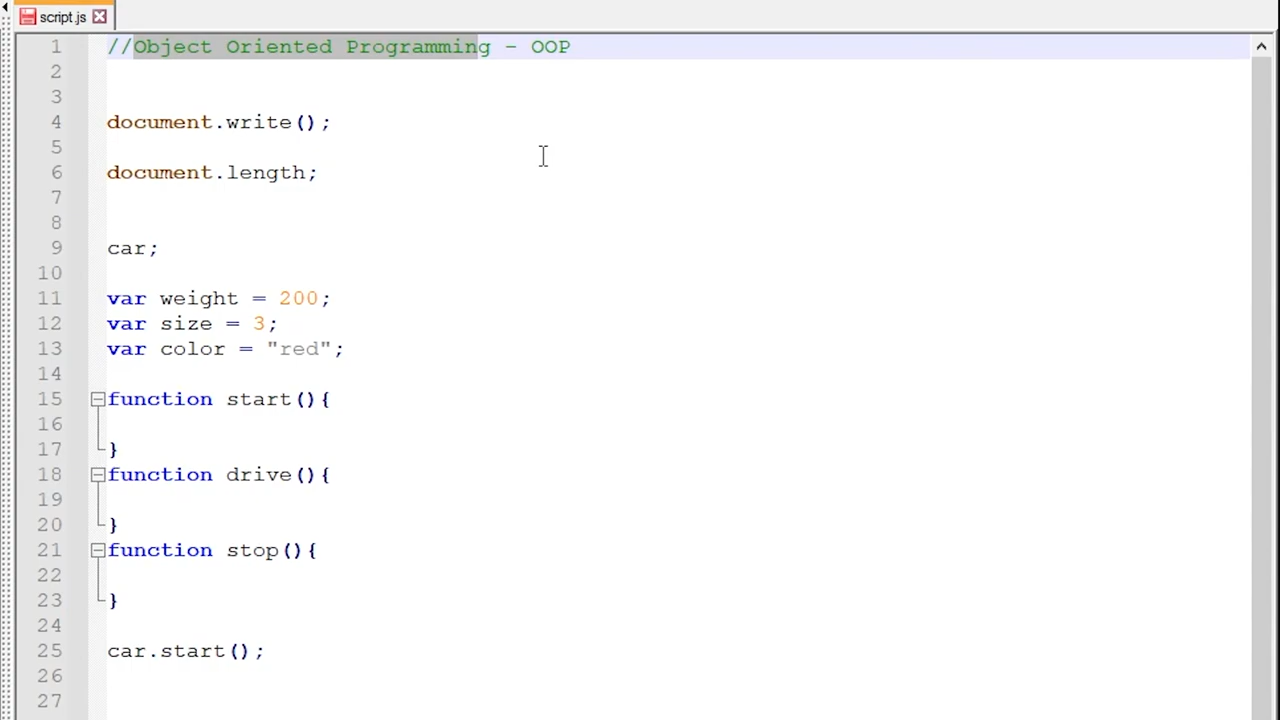 script.js
1 //Object Oriented Programming - OOP
2
3
4 document.write();
5
6 document.length;
7
8
9 car;
10
11 var weight = 200;
12 var size = 3;
13 var color = "red";
14
15 function start(){
16
17 }
18 function drive(){
19
20 }
21 function stop(){
22
23 }
24
25 car.start();
26
27